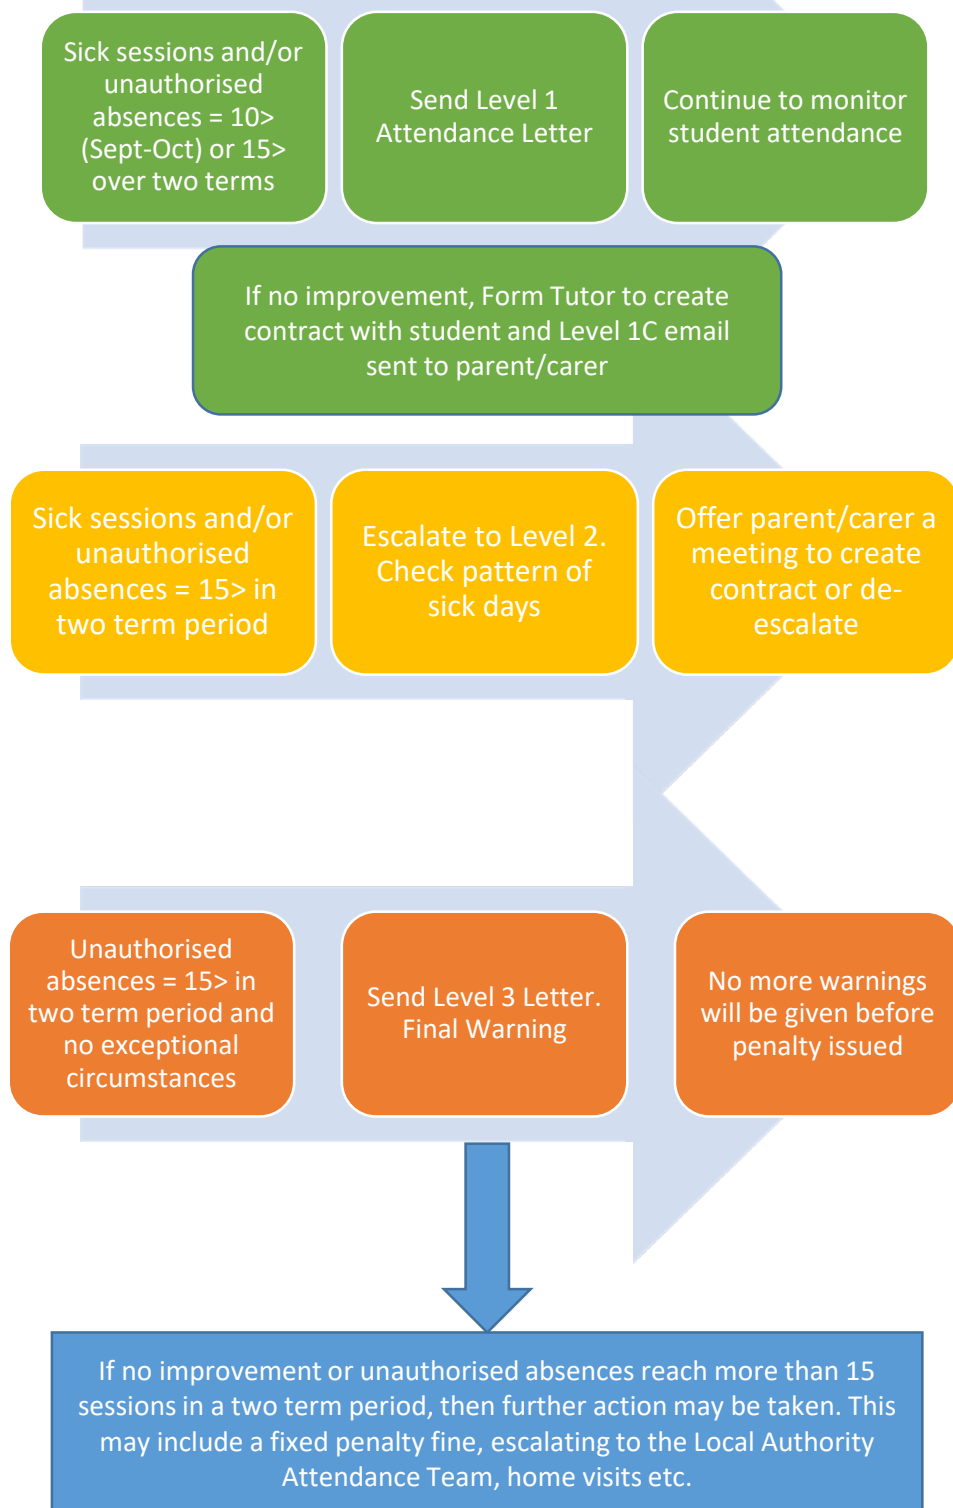 Sick sessions and/or
unauthorised
absences = 10>
(Sept-Oct) or 15>
over two terms
Send Level 1
Attendance Letter
Continue to monitor
student attendance
If no improvement, Form Tutor to create
contract with student and Level 1C email
sent to parent/carer
Sick sessions and/or
unauthorised
absences = 15> in
two term period
Escalate to Level 2.
Check pattern of
sick days
Offer parent/carer a
meeting to create
contract or de-
escalate
Unauthorised
absences = 15> in
two term period and
no exceptional
circumstances
Send Level 3 Letter.
Final Warning
No more warnings
will be given before
penalty issued
If no improvement or unauthorised absences reach more than 15
sessions in a two term period, then further action may be taken. This
may include a fixed penalty fine, escalating to the Local Authority
Attendance Team, home visits etc.